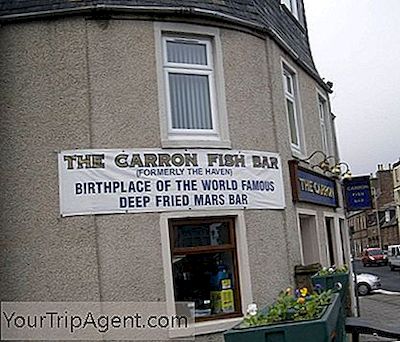 THE CARRON FISH BAR
(FORMERLY THE HAVEN)
BIRTHPLACE OF THE WORLD FAMOUS
DEEP FRIED MARS BAR
THE CARRON
CARRON
FISH
BAR
www.YourTripAgent.com